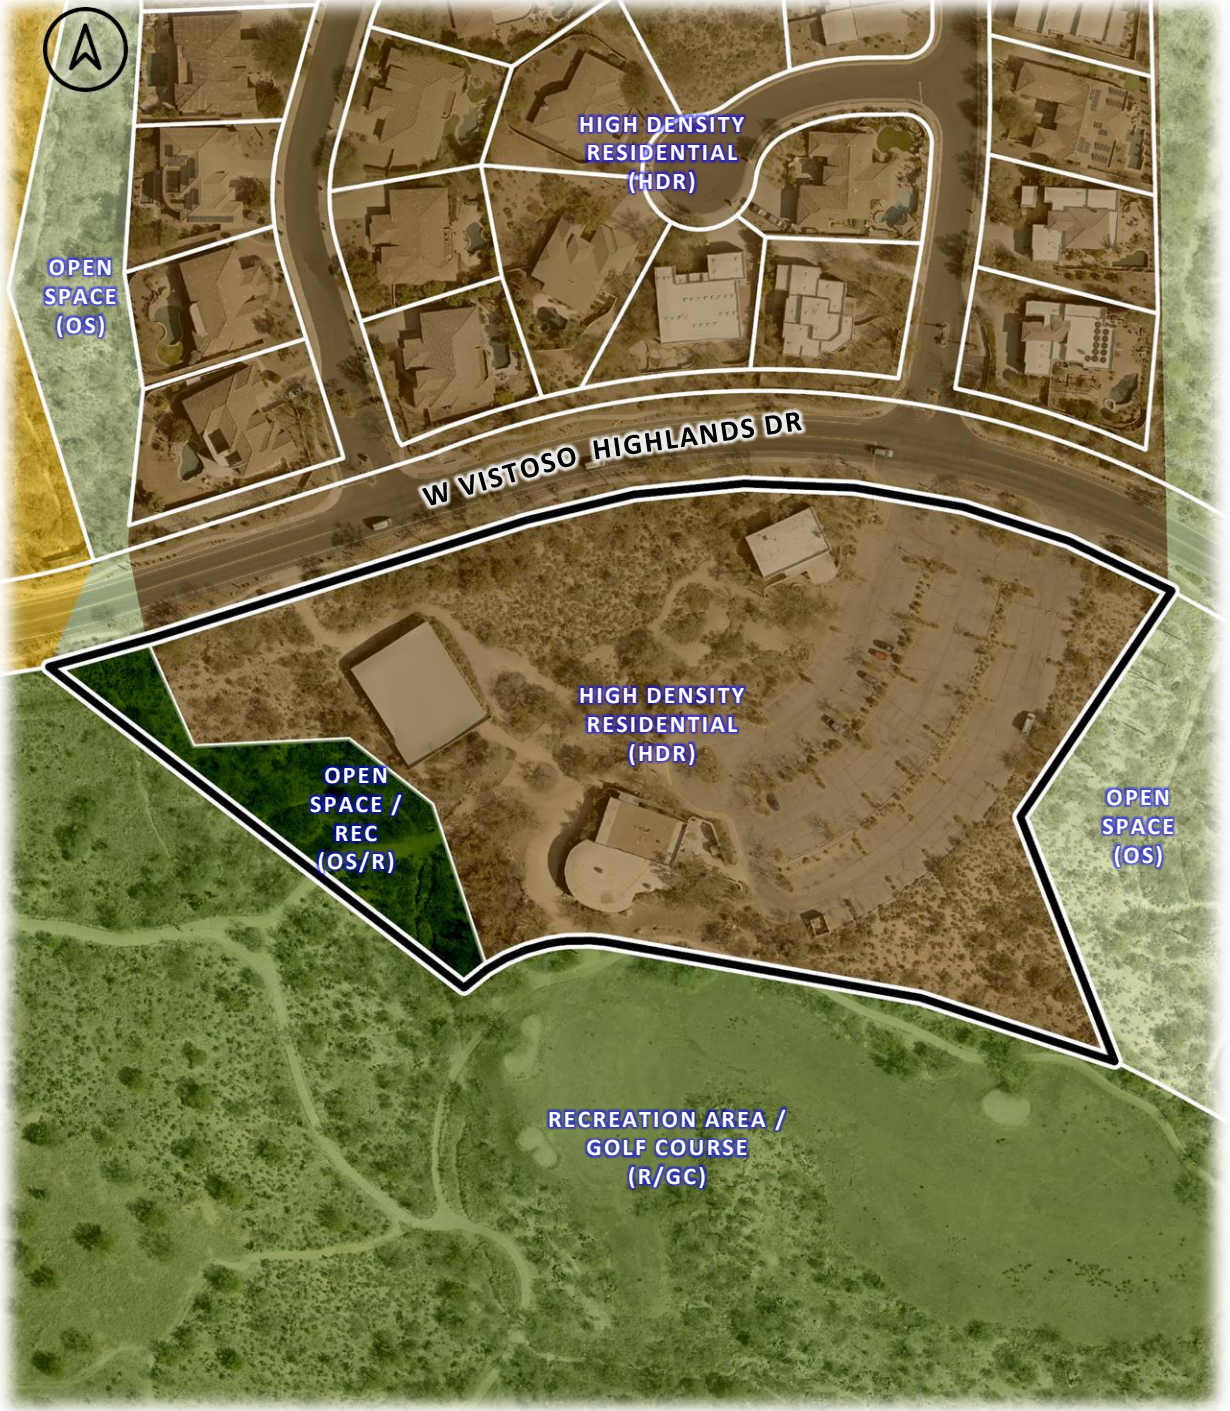 HIGH DENSITY
RESIDENTIAL
(HDR)
OPEN
SPACE
(OS)
W VISTOSO HIGHLANDS DR
HIGH DENSITY
RESIDENTIAL
(HDR)
OPEN
SPACE /
REC
(OS/R)
OPEN
SPACE
(OS)
RECREATION AREA /
GOLF COURSE
(R/GC)